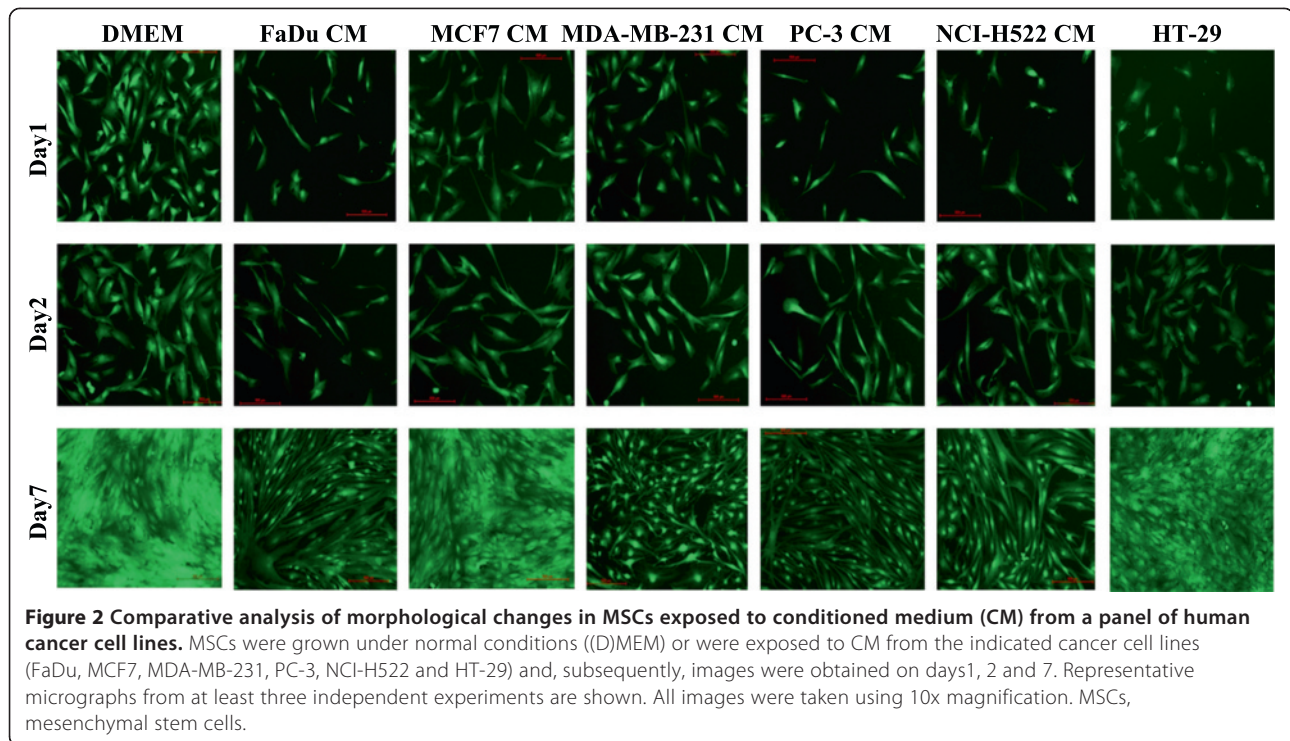 DMEM FaDu CM MCF7 CM MDA-MB-231 CM PC-3 CM NCI-H522 CM HT-29
Day1
Day2
Day7
Figure 2 Comparative analysis of morphological changes in MSCs exposed to conditioned medium (CM) from a panel of human
cancer cell lines. MSCs were grown under normal conditions ((D)MEM) or were exposed to CM from the indicated cancer cell lines
(FaDu, MCF7, MDA-MB-231, PC-3, NCI-H522 and HT-29) and, subsequently, images were obtained on days1, 2 and 7. Representative
micrographs from at least three independent experiments are shown. All images were taken using 10x magnification. MSCs,
mesenchymal stem cells.